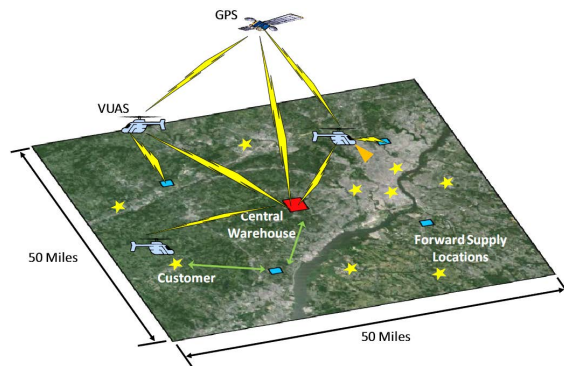 GPS
VUAS
Central
Warehouse
Forward Supply
Locations
Customer
50 Miles
50 Miles